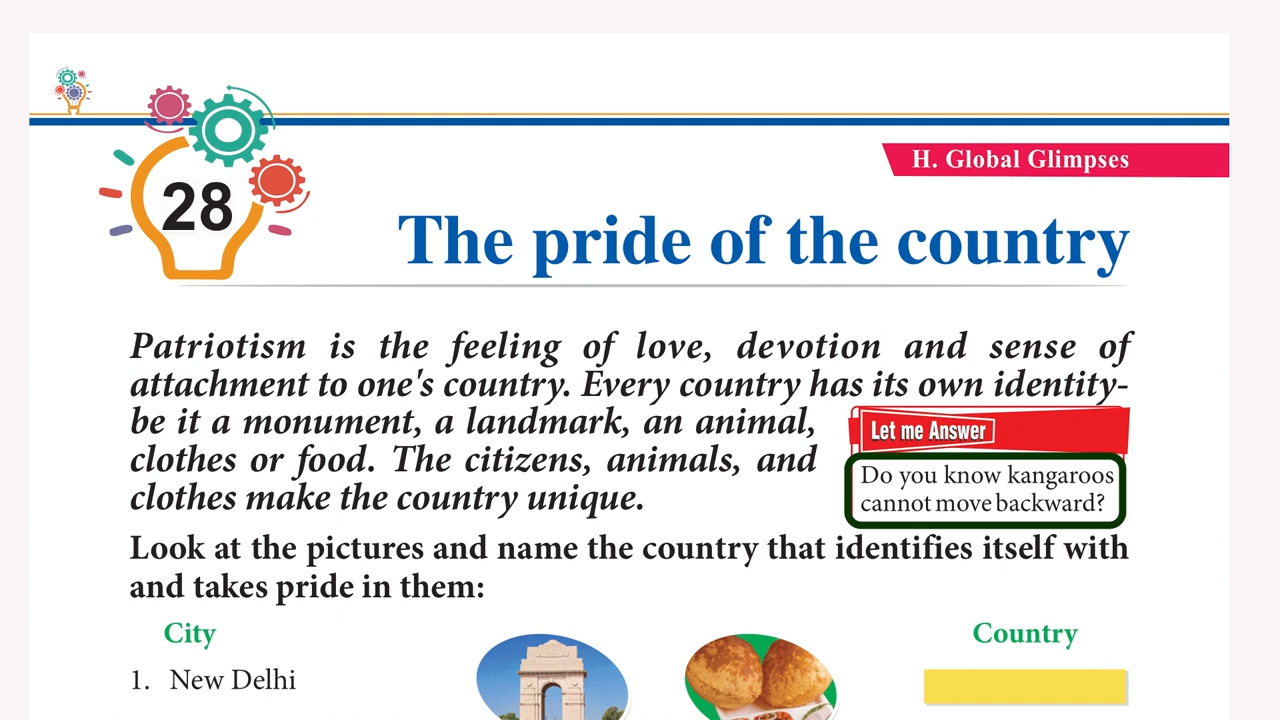 28
H. Global Glimpses
The pride of the country
Patriotism is the feeling of love, devotion and sense of
attachment to one's country. Every country has its own identity-
be it a monument, a landmark, an animal,
clothes or food. The citizens, animals, and
clothes make the country unique.
Let me Answer
Do you know kangaroos
cannot move backward?
Look at the pictures and name the country that identifies itself with
and takes pride in them:
City
Country
1. New Delhi